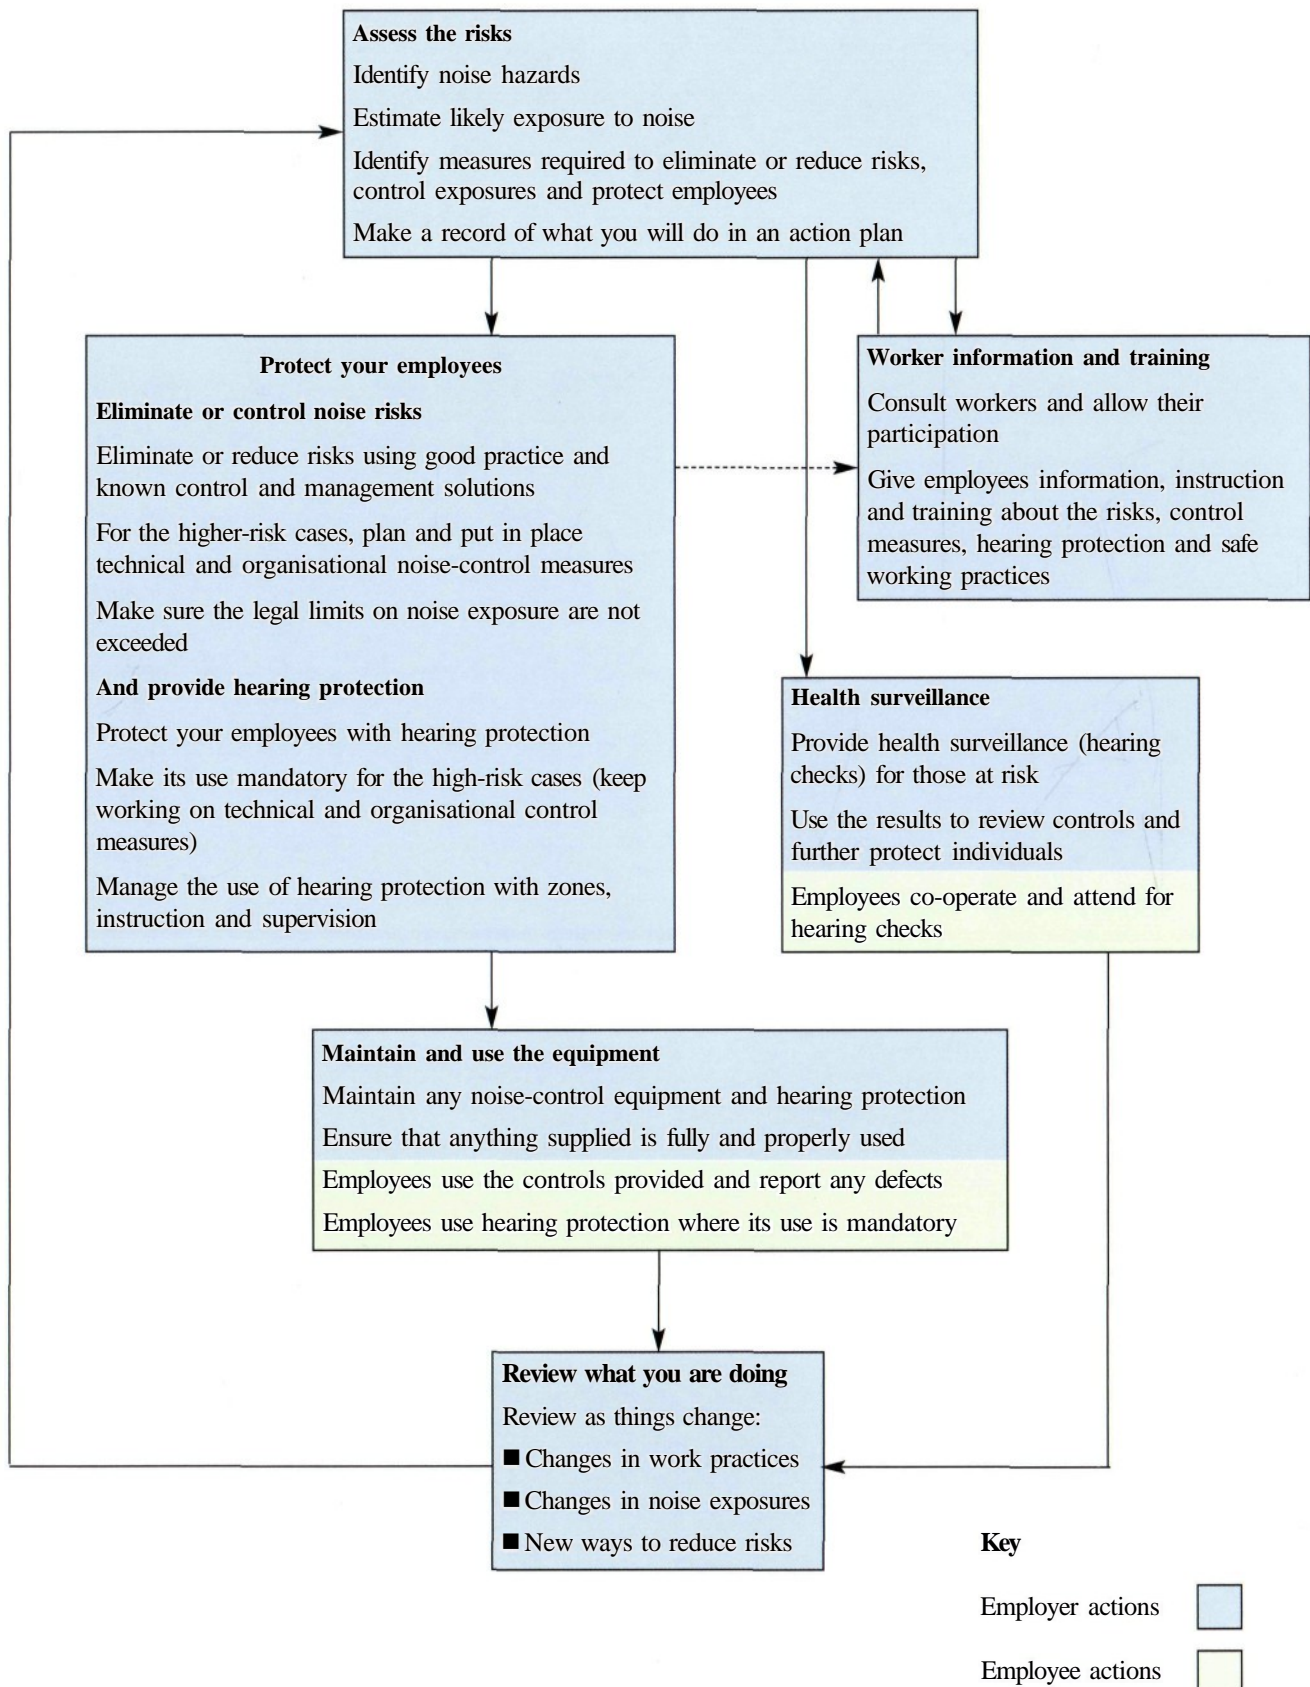 Assess the risks
Identify noise hazards
Estimate likely exposure to noise
Identify measures required to eliminate or reduce risks,
control exposures and protect employees
Make a record of what you will do in an action plan
Protect your employees
Eliminate or control noise risks
Eliminate or reduce risks using good practice and
known control and management solutions
For the higher-risk cases, plan and put in place
technical and organisational noise-control measures
Make sure the legal limits on noise exposure are not
exceeded
And provide hearing protection
Protect your employees with hearing protection
Make its use mandatory for the high-risk cases (keep
working on technical and organisational control
measures)
Manage the use of hearing protection with zones,
instruction and supervision
Worker information and training
Consult workers and allow their
participation
Give employees information, instruction
and training about the risks, control
measures, hearing protection and safe
working practices
Health surveillance
Provide health surveillance (hearing
checks) for those at risk
Use the results to review controls and
further protect individuals
Employees co-operate and attend for
hearing checks
Maintain and use the equipment
Maintain any noise-control equipment and hearing protection
Ensure that anything supplied is fully and properly used
Employees use the controls provided and report any defects
Employees use hearing protection where its use is mandatory
Review what you are doing
Review as things change:
■ Changes in work practices
■ Changes in noise exposures
■ New ways to reduce risks
Key
Employer actions
Employee actions